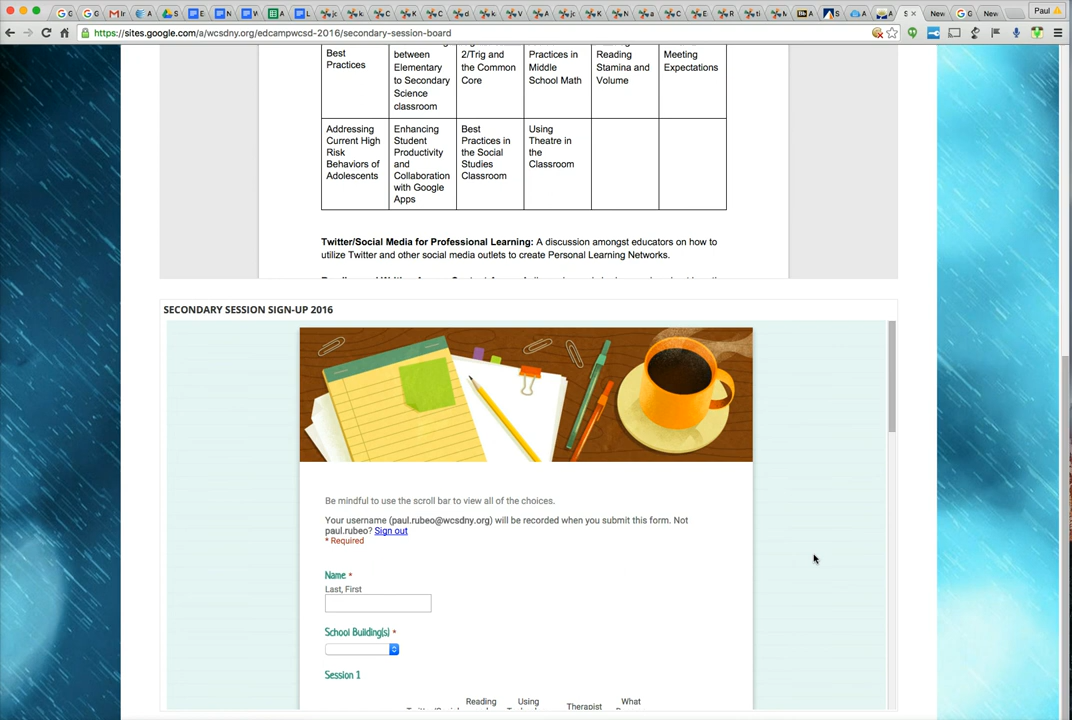 Paul
https://sites.google.com/a/wcsdny.org/edcampwcsd-2016/secondary-session-board
Best
Practices
between
Elementary
to Secondary
Science
classroom
2/Trig and
the Common
Core
Practices in
Middle
School Math
Reading
Stamina and
Volume
Meeting
Expectations
Addressing
Current High
Risk
Behaviors of
Adolescents
Enhancing
Student
Productivity
and
Collaboration
with Google
Apps
Best
Practices in
the Social
Studies
Classroom
Using
Theatre in
the
Classroom
Twitter/Social Media for Professional Learning: A discussion amongst educators on how to
utilize Twitter and other social media outlets to create Personal Learning Networks.
SECONDARY SESSION SIGN-UP 2016
Be mindful to use the scroll bar to view all of the choices.
Your username (paul.rubeo@wcsdny.org) will be recorded when you submit this form. Not
paul.rubeo? Sign out
* Required
Name *
Last, First
School Building(s) *
Session 1
Reading
Using
Therapist
What